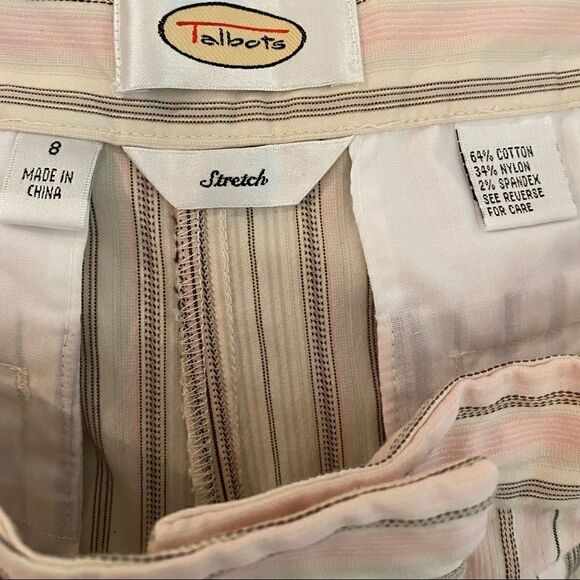 Talbots
8
MADE IN
CHINA
Stretch
64% COTTON
34% NYLON
2% SPANDEX
SEE REVERSE
FOR CARE